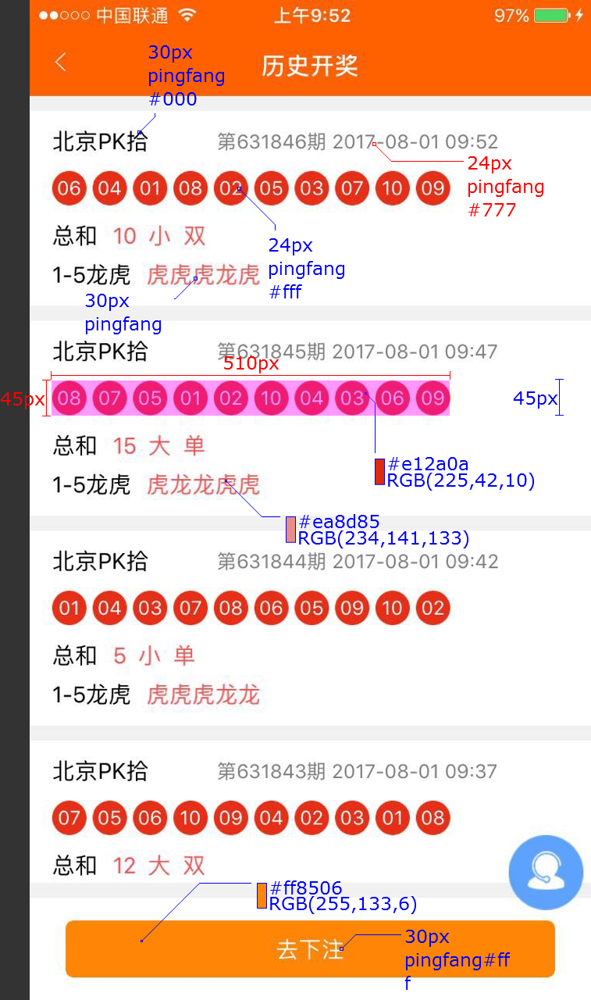 中国联通 上午9:52 97%
历史开奖
30px
pingfang
#000
北京PK拾 第631846期 2017-08-01 09:52
24px
pingfang
#777
06 04 01 08 02 05 03 07 10 09
总和 10 小 双
24px
pingfang
#fff
1-5龙虎 虎虎虎龙虎
30px
pingfang
北京PK拾 第631845期 2017-08-01 09:47
510px
45px 08 07 05 01 02 10 04 03 06 09 45px
总和 15 大 单
#e12a0a
RGB(225,42,10)
1-5龙虎 虎龙龙虎虎
#ea8d85
RGB(234,141,133)
北京PK拾 第631844期 2017-08-01 09:42
01 04 03 07 08 06 05 09 10 02
总和 5 小 单
1-5龙虎 虎虎虎龙龙
北京PK拾 第631843期 2017-08-01 09:37
07 05 06 10 09 04 02 03 01 08
总和 12 大 双
#ff8506
RGB(255,133,6)
去下注
30px
pingfang#ff
f